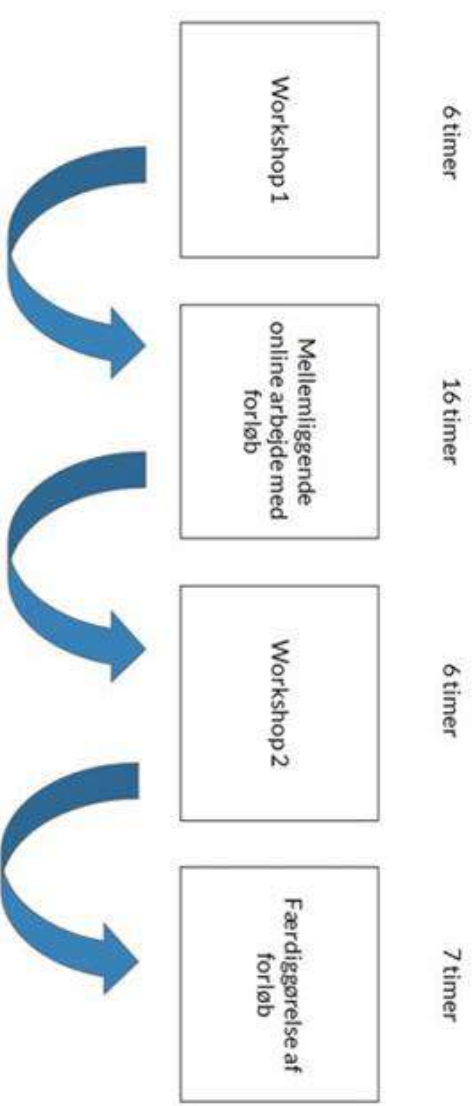 6 timer
16 timer
6 timer
7 timer
Workshop 1
Mellemliggende
online arbejde med
forløb
Workshop 2
Færdiggørelse af
forløb